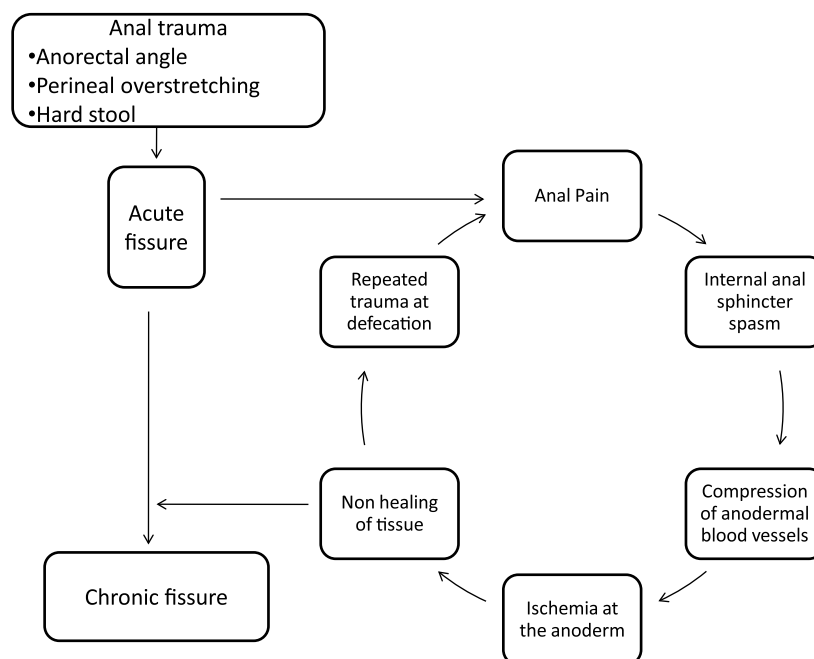 Anal trauma
•Anorectal angle
•Perineal overstretching
•Hard stool
Acute
fissure
Anal Pain
Repeated
trauma at
defecation
Internal anal
sphincter
spasm
Non healing
of tissue
Compression
of anodermal
blood vessels
Chronic fissure
Ischemia at
the anoderm